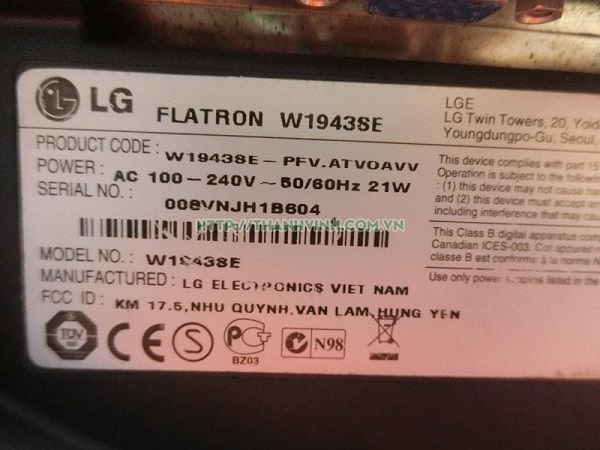 LG FLATRON W1943SE
LGE
LG Twin Towers, 20, Yoid
Youngdungpo-Gu, Seoul,
PRODUCT CODE : W1943SE-PFV.ATVOAVV
POWER : AC 100-240V ~ 50/60Hz 21W
SERIAL NO. : 008VNJH1B604
HTTP://THANHVINH.COM.VN
MODEL NO. : W1943SE
MANUFACTURED : LG ELECTRONICS VIET NAM
FCC ID : KM 17.5, NHU QUYNH, VAN LAM, HUNG YEN
This device complies with part 15
Operation is subject to the following
: (1) this device may not cause
and (2) this device must accept any
including interference that may
This Class B digital apparatus
Canadian ICES-003. Cet appareil
classe B est conforme à la norme
Use only power supplies listed in the
TÜV
CE
S
BZ03
N98